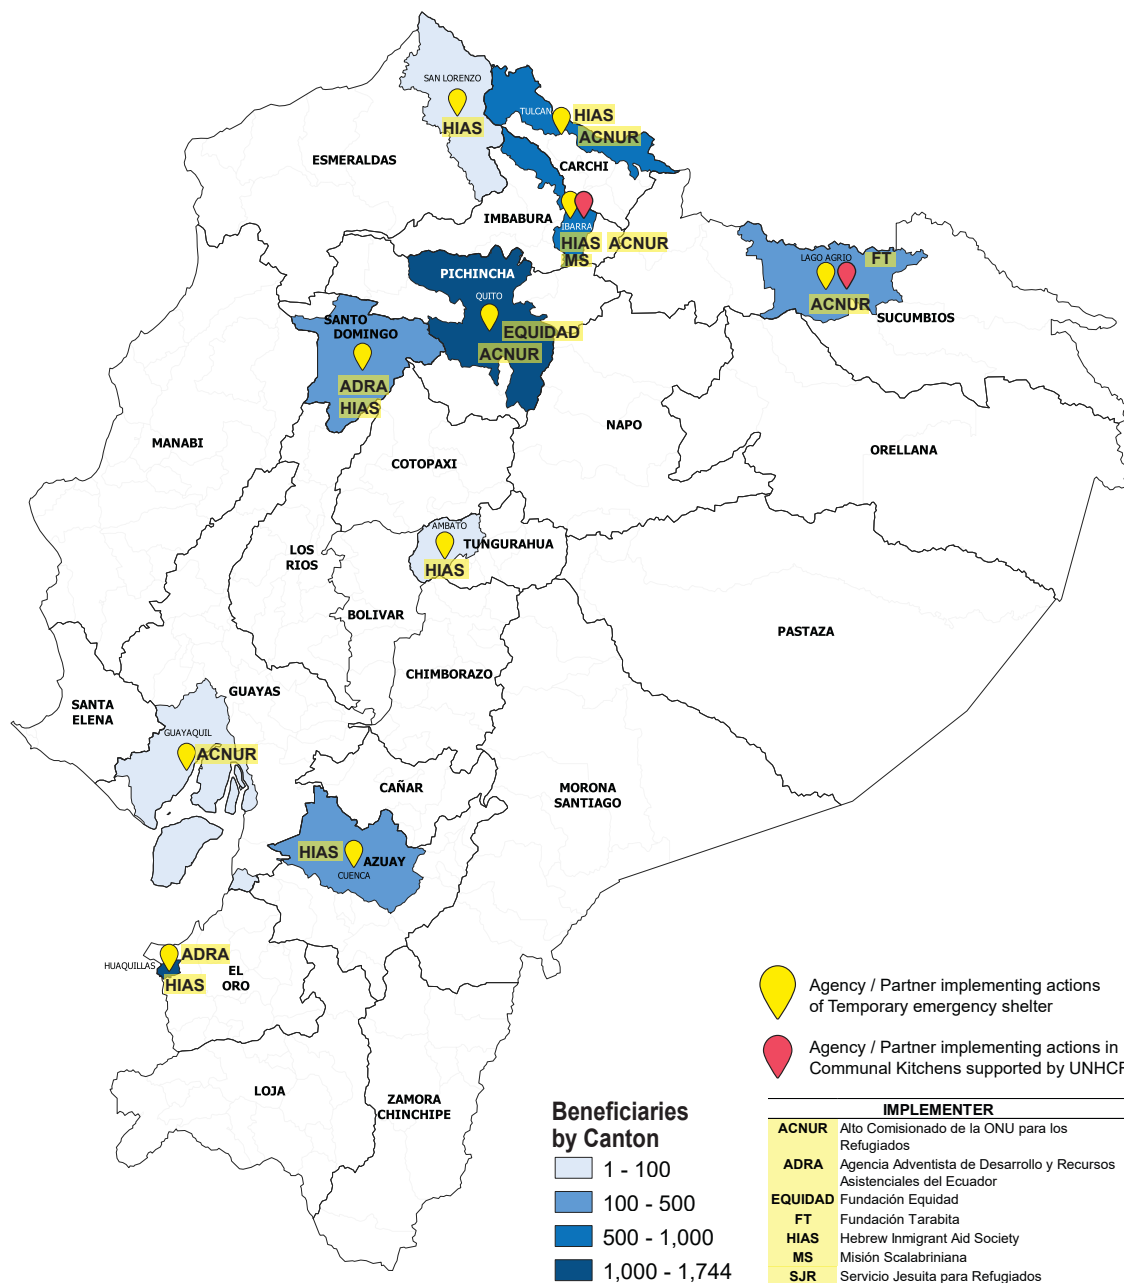 SAN LORENZO
HIAS
TULCAN
HIAS
ACNUR
ESMERALDAS
CARCHI
IMBABURA
IBARRA
HIAS
ACNUR
MS
LAGO AGRIO
FT
ACNUR
SUCUMBIOS
PICHINCHA
QUITO
EQUIDAD
ACNUR
SANTO
DOMINGO
ADRA
HIAS
MANABI
COTOPAXI
NAPO
ORELLANA
AMBATO
TUNGURAHUA
HIAS
LOS
RIOS
BOLIVAR
PASTAZA
CHIMBORAZO
GUAYAS
SANTA
ELENA
GUAYAQUIL
ACNUR
CAÑAR
MORONA
SANTIAGO
HIAS
AZUAY
CUENCA
ADRA
HUAQUILLAS
HIAS
EL
ORO
LOJA
ZAMORA
CHINCHIPE
Agency / Partner implementing actions
of Temporary emergency shelter
Agency / Partner implementing actions in
Communal Kitchens supported by UNHCR
Beneficiaries
by Canton
1 - 100
100 - 500
500 - 1,000
1,000 - 1,744
IMPLEMENTER
ACNUR Alto Comisionado de la ONU para los
Refugiados
ADRA Agencia Adventista de Desarrollo y Recursos
Asistenciales del Ecuador
EQUIDAD Fundación Equidad
FT Fundación Tarabita
HIAS Hebrew Inmigrant Aid Society
MS Misión Scalabriniana
SJR Servicio Jesuita para Refugiados